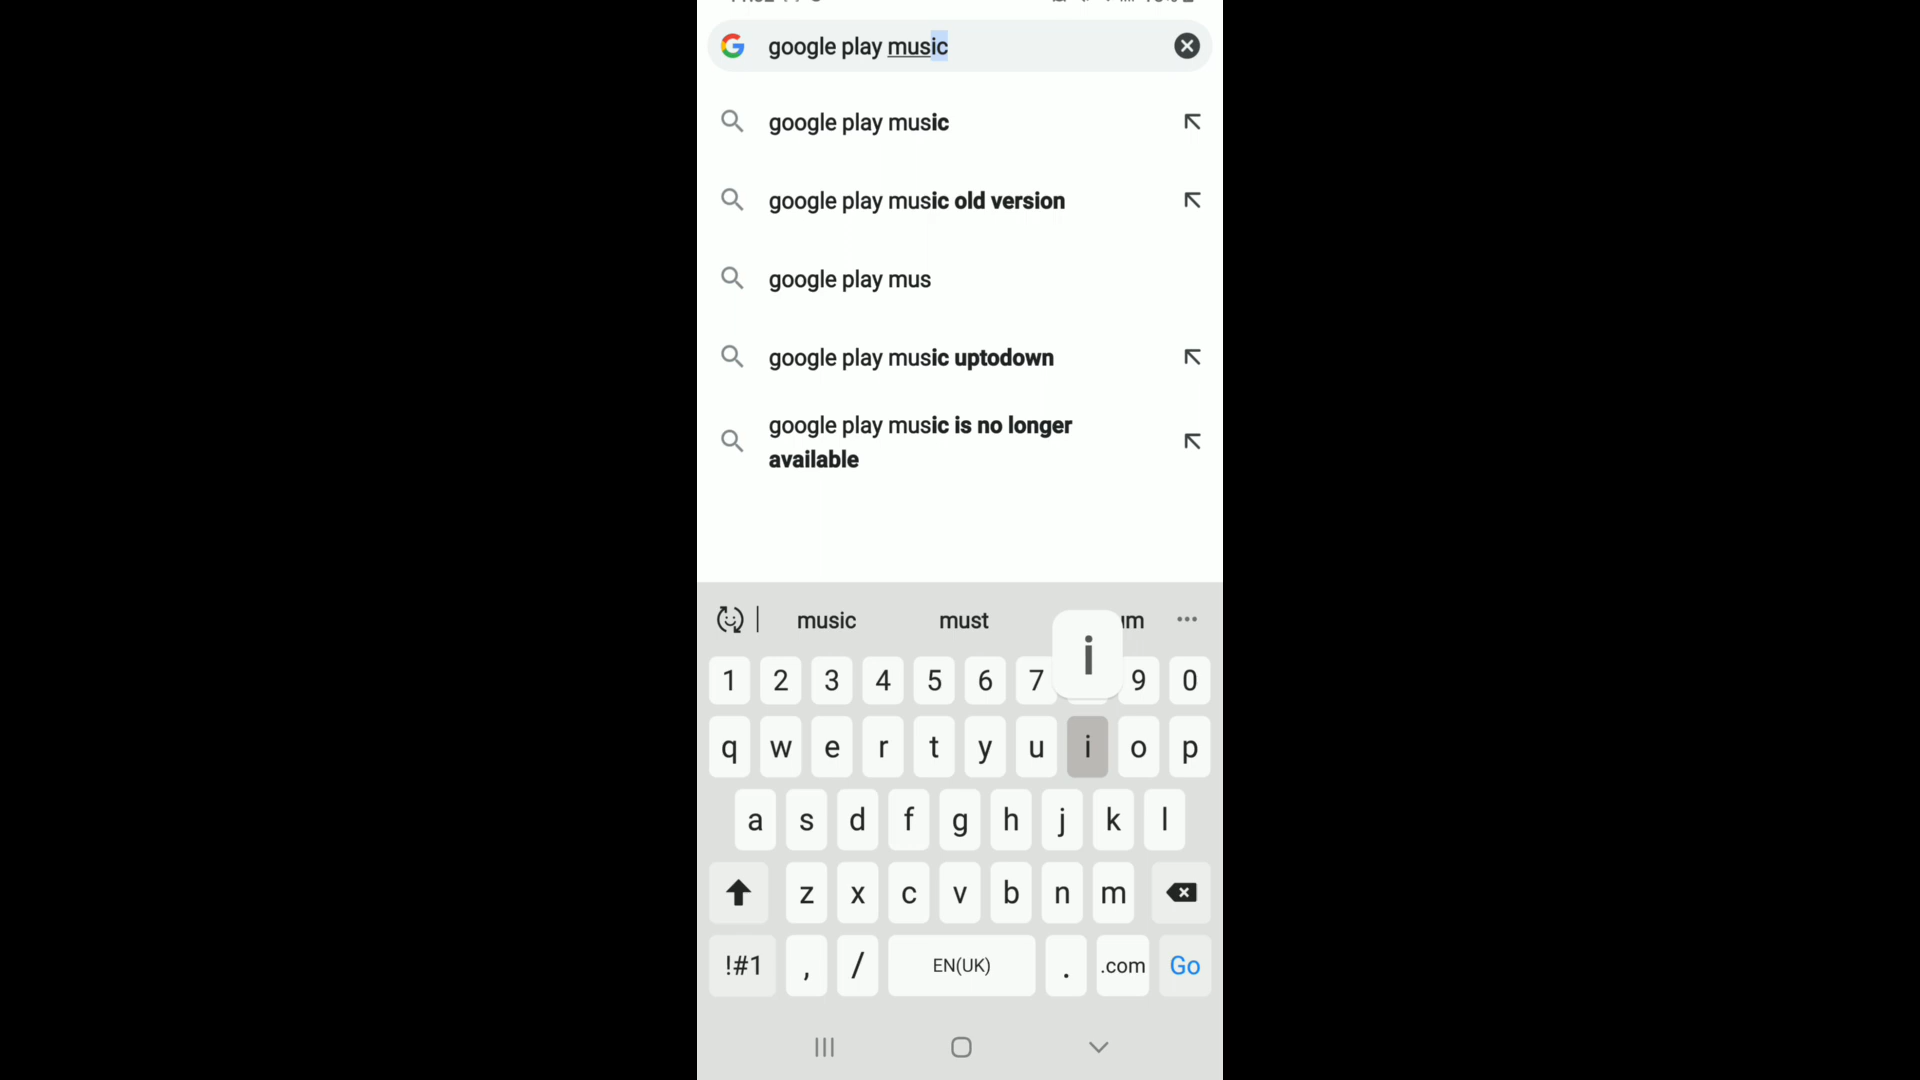 google play music
google play music
google play music old version
google play mus
google play music uptodown
google play music is no longer
available
music must
1 2 3 4 5 6 7 9 0
i
q w e r t y u i o p
a s d f g h j k l
z x c v b n m
!#1 , / EN(UK) . .com Go